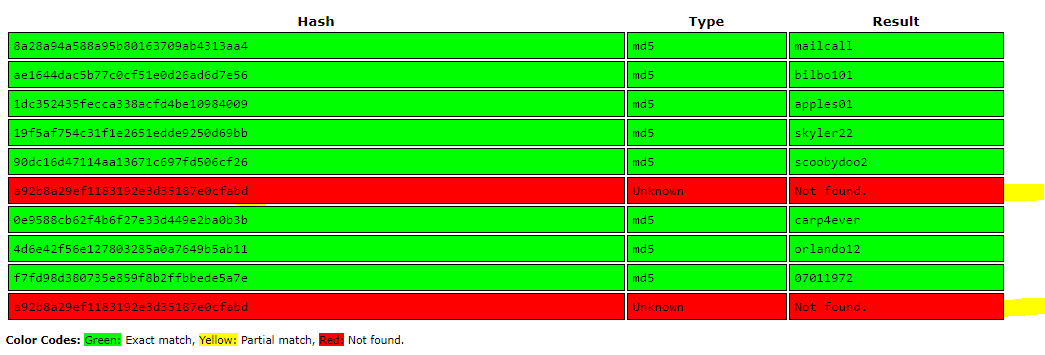 Hash Type Result
8a28a94a588a95b80163709ab4313aa4 md5 mailcall
ae1644dac5b77c0cf51e0d26ad6d7e56 md5 bilbo101
1dc352435fecca338acfd4be10984009 md5 apples01
19f5af754c31f1e2651edde9250d69bb md5 skyler22
90dc16d47114aa13671c697fd506cf26 md5 scoobydoo2
a92b8a29ef1183192e3d35187e0cfabd Unknown Not found.
0e9588cb62f4b6f27e33d449e2ba0b3b md5 carp4ever
4d6e42f56e127803285a0a7649b5ab11 md5 orlando12
f7fd98d380735e859f8b2ffbbede5a7e md5 07011972
a92b8a29ef1183192e3d35187e0cfabd Unknown Not found.
Color Codes: Green: Exact match, Yellow: Partial match, Red: Not found.